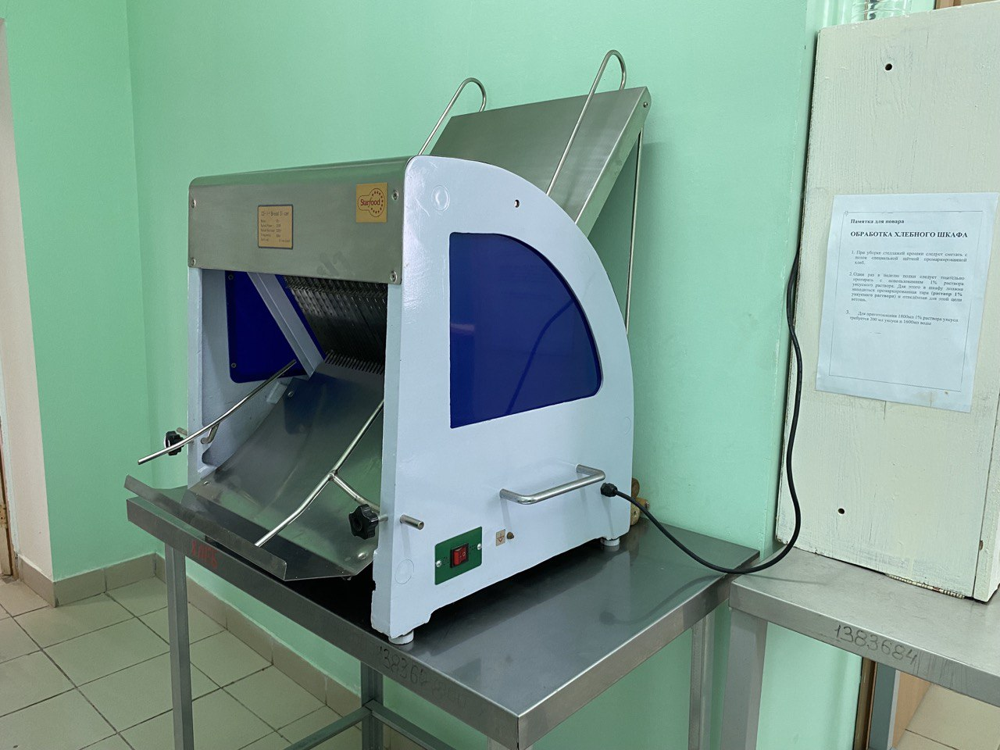 Starfood
Bread
Памятка для повара
ОБРАБОТКА ХЛЕБНОГО ШКАФА
1. При уборке стеллажей крошки следует сметать с
полок специальной щёткой промаркированной
хлеб.
2. Один раз в неделю полки следует тщательно
протирать с использованием 1% раствора
уксусного раствора. Для этого в шкафу должна
находиться промаркированная тара (раствор 1%
уксусного раствора) и отведённая для этой цели
ветошь.
3. Для приготовления 1800мл 1% раствора уксуса
требуется 200 мл уксуса и 1600мл воды
ХЛЕБ
1383684